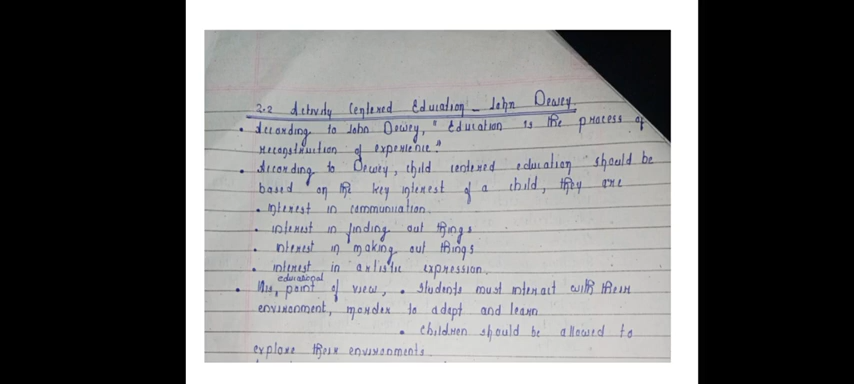 2.2 Activity Centered Education - John Dewey
• According to John Dewey, "Education is the process of
reconstruction of experience."
• According to Dewey, child centered education should be
based on the key interest of a child, they are
• interest in communication.
• interest in finding out things
• interest in making out things
• interest in artistic expression.
• His educational point of view, • students must interact with their
environment, inorder to adapt and learn
• children should be allowed to
explore their environments.